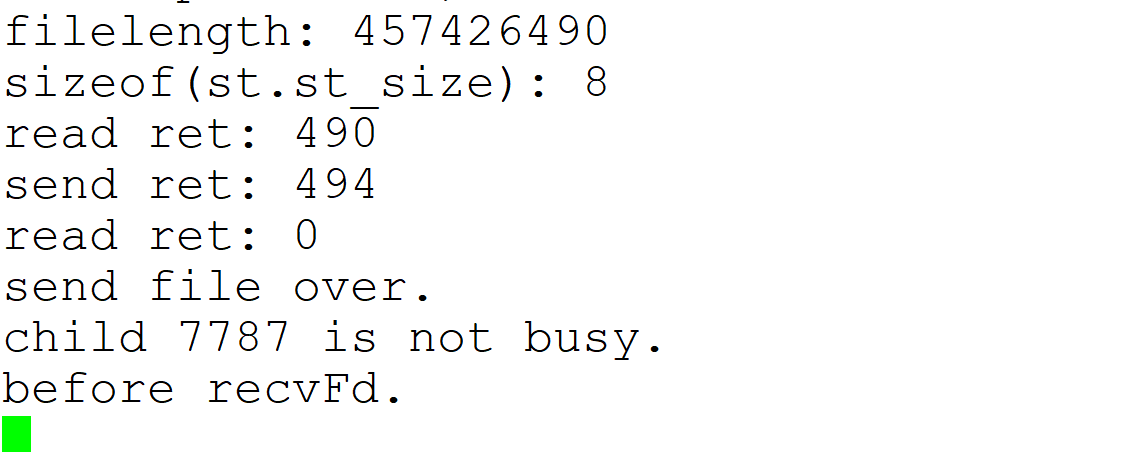 filelength: 457426490
sizeof(st.st_size): 8
read ret: 490
send ret: 494
read ret: 0
send file over.
child 7787 is not busy.
before recvFd.